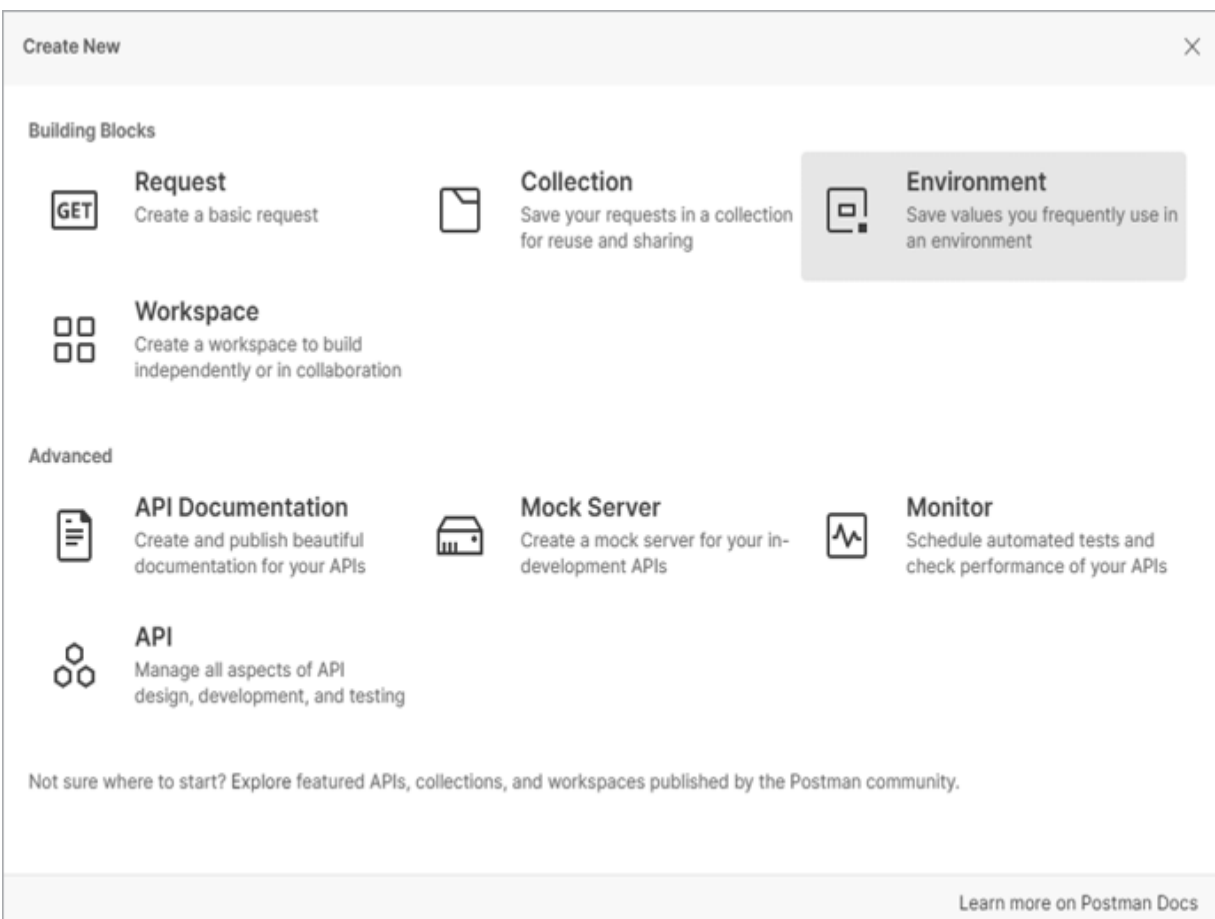 Create New
Building Blocks
GET
Request
Create a basic request
Collection
Save your requests in a collection
for reuse and sharing
Environment
Save values you frequently use in
an environment
Workspace
Create a workspace to build
independently or in collaboration
Advanced
API Documentation
Create and publish beautiful
documentation for your APIs
Mock Server
Create a mock server for your in-
development APIs
Monitor
Schedule automated tests and
check performance of your APIs
API
Manage all aspects of API
design, development, and testing
Not sure where to start? Explore featured APIs, collections, and workspaces published by the Postman community.
Learn more on Postman Docs